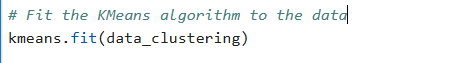 # Fit the KMeans algorithm to the data
kmeans.fit(data_clustering)